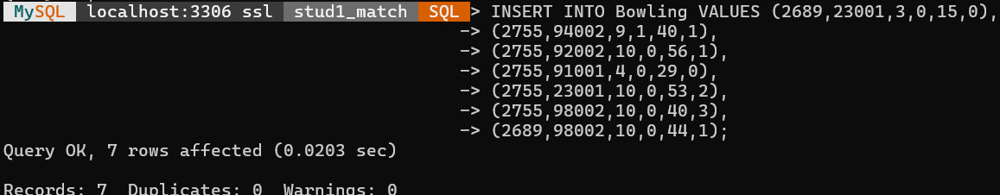 MySQL localhost:3306 ssl stud1_match SQL > INSERT INTO Bowling VALUES (2689,23001,3,0,15,0),
-> (2755,94002,9,1,40,1),
-> (2755,92002,10,0,56,1),
-> (2755,91001,4,0,29,0),
-> (2755,23001,10,0,53,2),
-> (2755,98002,10,0,40,3),
-> (2689,98002,10,0,44,1);
Query OK, 7 rows affected (0.0203 sec)
Records: 7  Duplicates: 0  Warnings: 0